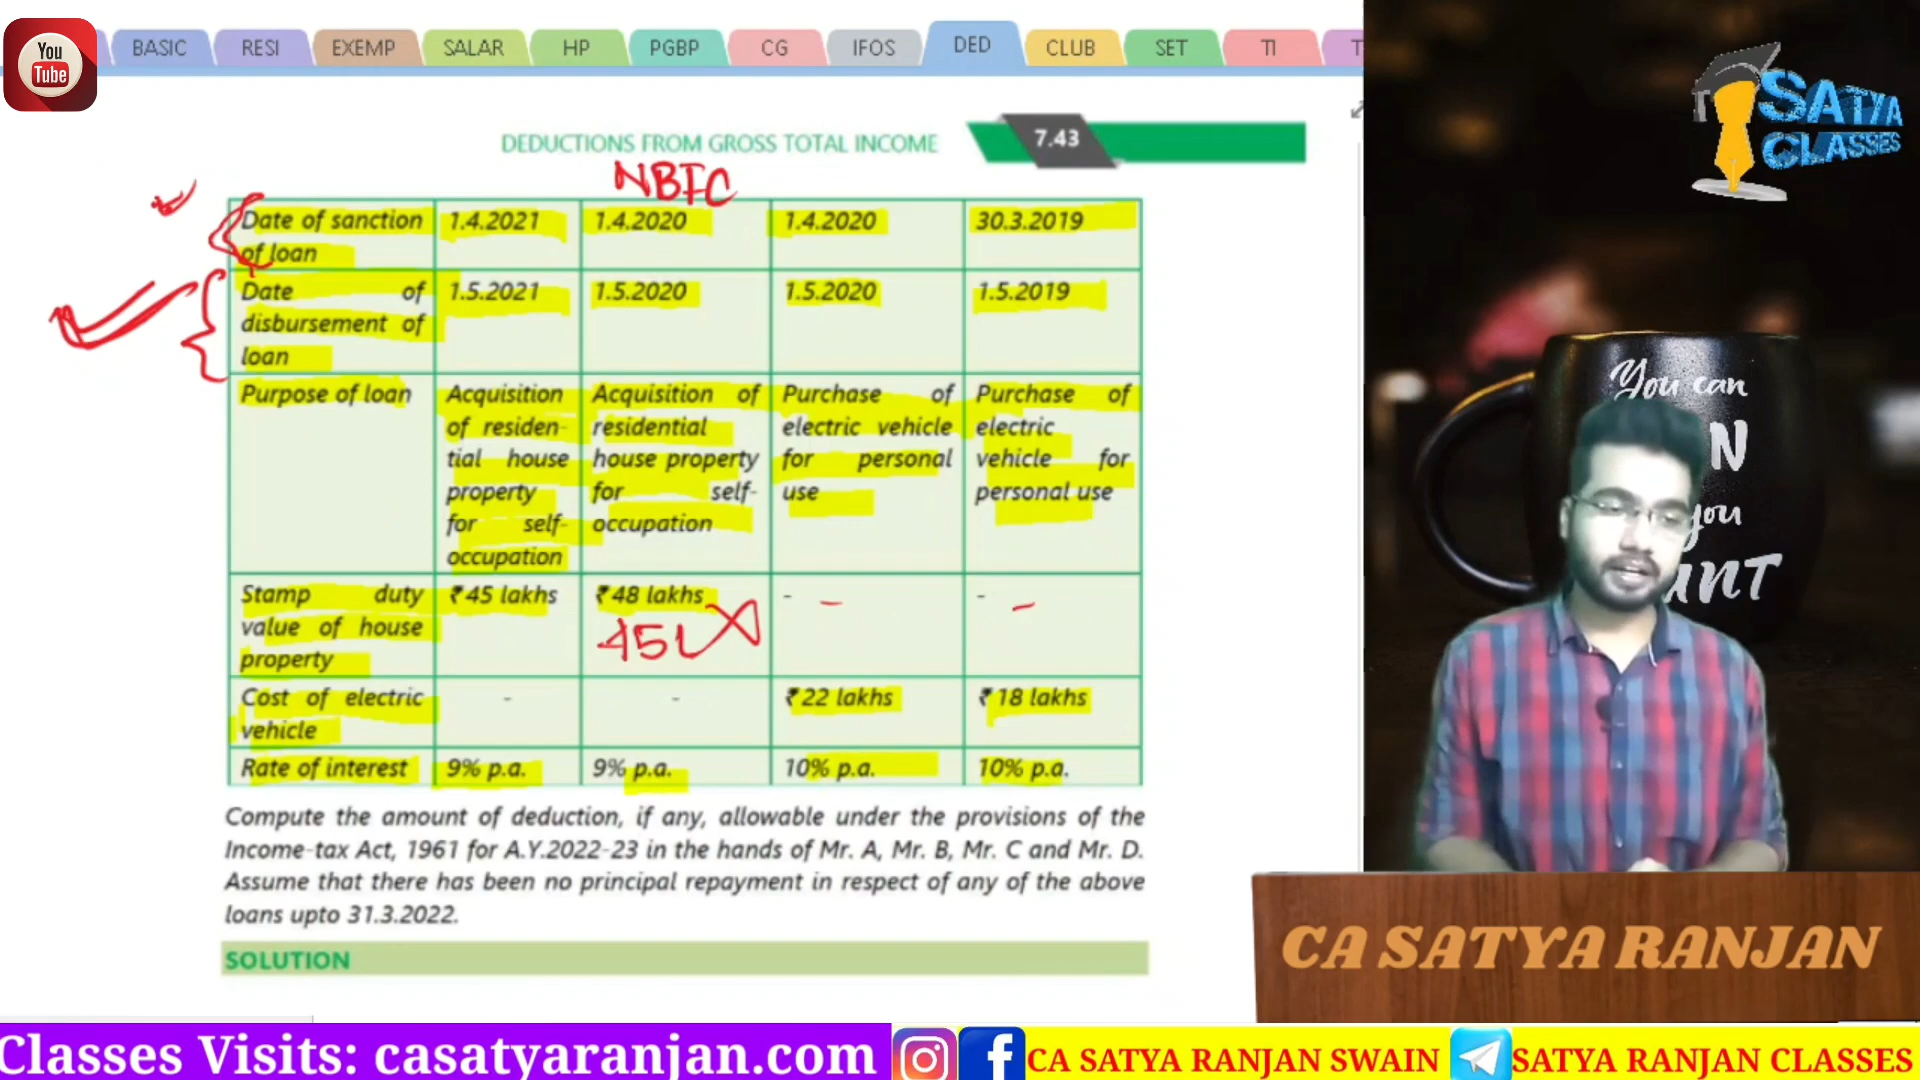 You
Tube
BASIC RESI EXEMP SALAR HP PGBP CG IFOS DED CLUB SET TI T
DEDUCTIONS FROM GROSS TOTAL INCOME 7.43
NBFC
Date of sanction of loan 1.4.2021 1.4.2020 1.4.2020 30.3.2019
Date of disbursement of loan 1.5.2021 1.5.2020 1.5.2020 1.5.2019
Purpose of loan
Acquisition
of residen-
tial house
property
for self-
occupation
Acquisition of
residential
house property
for self-
occupation
Purchase of
electric vehicle
for personal
use
Purchase of
electric
vehicle for
personal use
Stamp duty value of house property ₹45 lakhs ₹48 lakhs - -
45L
Cost of electric vehicle - - ₹22 lakhs ₹18 lakhs
Rate of interest 9% p.a. 9% p.a. 10% p.a. 10% p.a.
Compute the amount of deduction, if any, allowable under the provisions of the
Income-tax Act, 1961 for A.Y.2022-23 in the hands of Mr. A, Mr. B, Mr. C and Mr. D.
Assume that there has been no principal repayment in respect of any of the above
loans upto 31.3.2022.
SOLUTION
SATYA
CLASSES
You can
N
you
ANT
CA SATYA RANJAN
Classes Visits: casatyaranjan.com
CA SATYA RANJAN SWAIN
SATYA RANJAN CLASSES